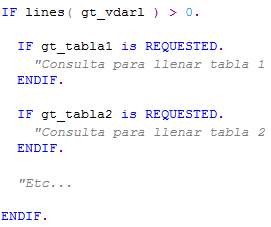 IF lines( gt_vdarl ) > 0.
IF gt_tabla1 is REQUESTED.
"Consulta para llenar tabla 1
ENDIF.
IF gt_tabla2 is REQUESTED.
"Consulta para llenar tabla 2
ENDIF.
"Etc...
ENDIF.